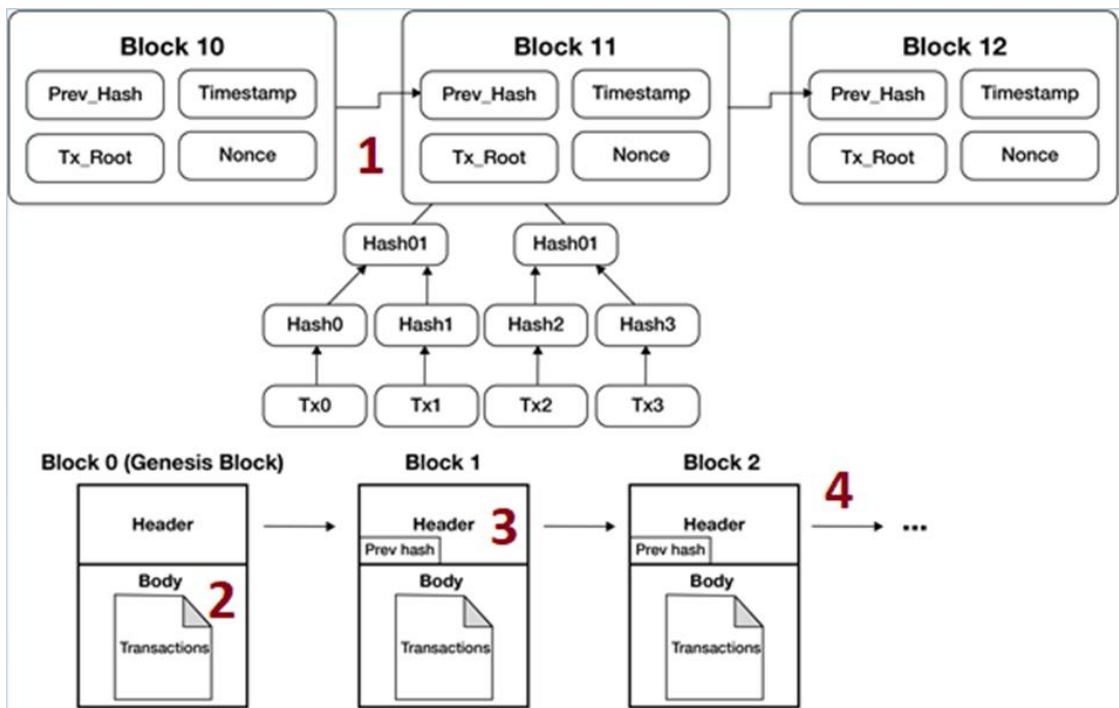 Block 10
Block 11
Block 12
Prev_Hash
Timestamp
Prev_Hash
Timestamp
Prev_Hash
Timestamp
Tx_Root
Nonce
1
Tx_Root
Nonce
Tx_Root
Nonce
Hash01
Hash01
Hash0
Hash1
Hash2
Hash3
Tx0
Tx1
Tx2
Tx3
Block 0 (Genesis Block)
Block 1
Block 2
Header
Header
3
Header
4
...
Prev hash
Prev hash
Body
2
Body
Body
Transactions
Transactions
Transactions